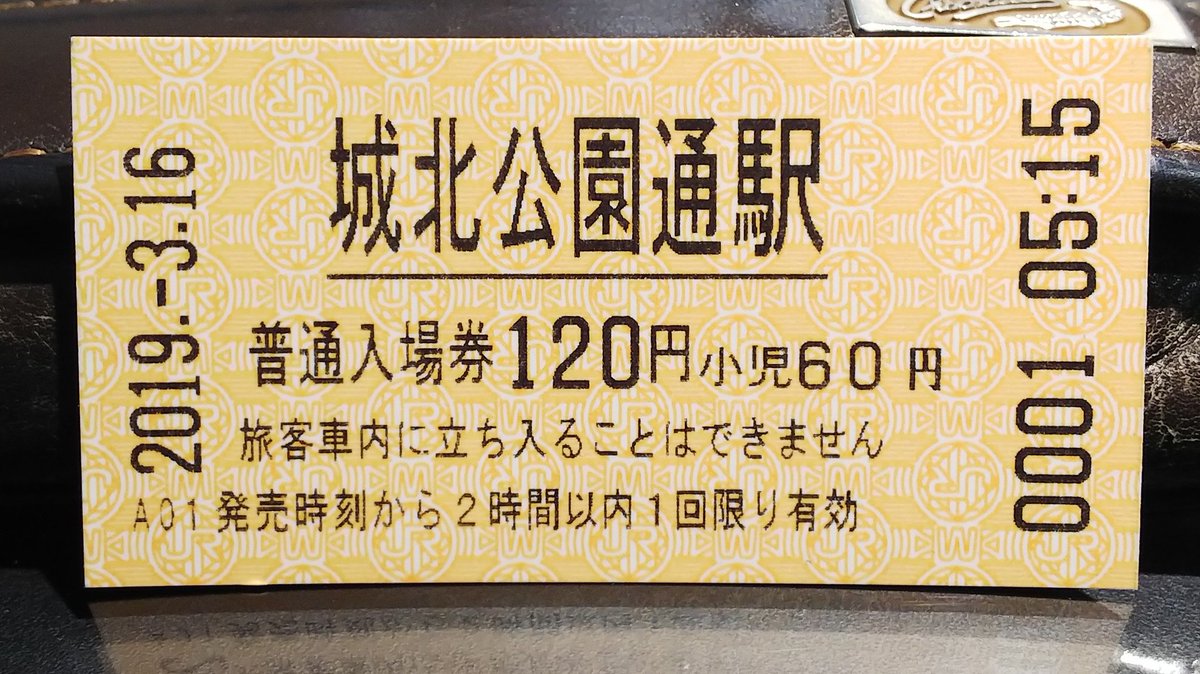 城北公園通駅
普通入場券120円小児60円
旅客車内に立ち入ることはできません
A01 発売時刻から2時間以内1回限り有効
2019.-3.16
0001 05:15